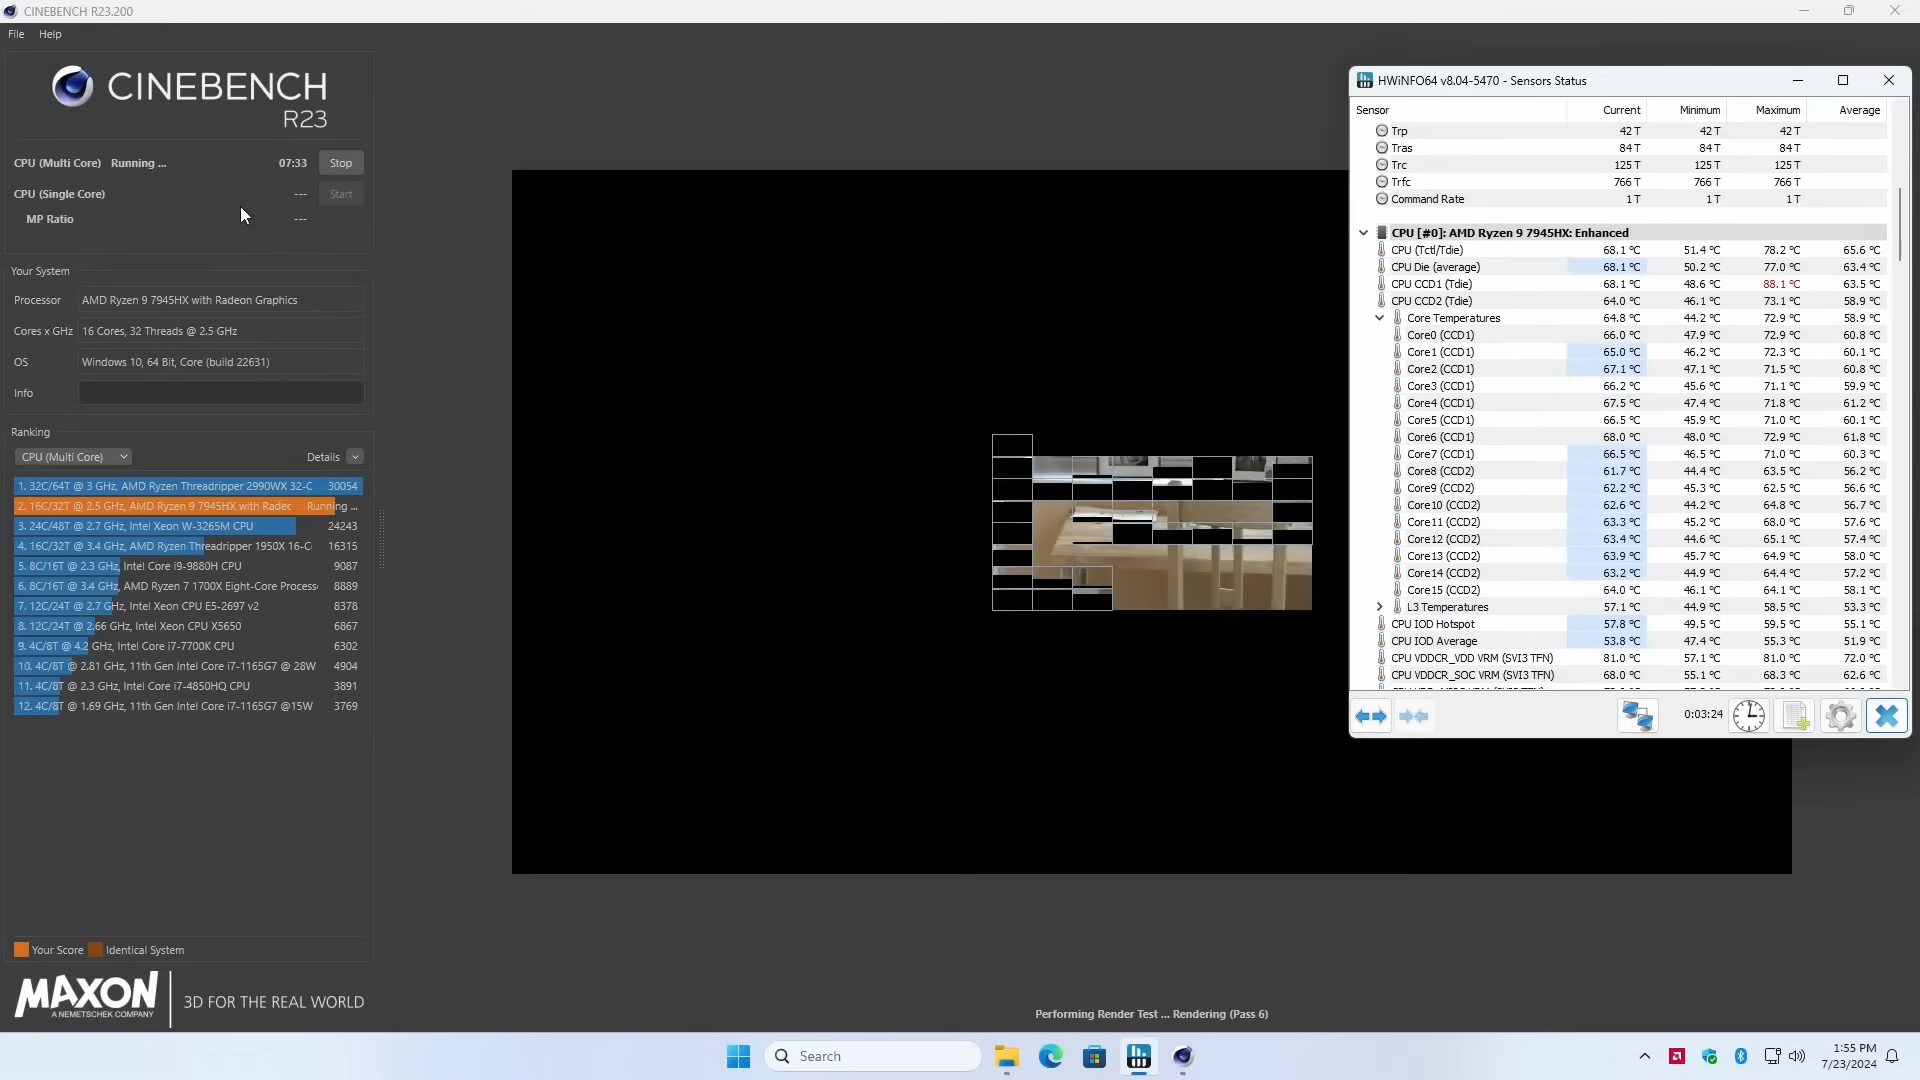 CINEBENCH R23.200
File Help
CINEBENCH
R23
CPU (Multi Core) Running ... 07:33 Stop
CPU (Single Core) --- Start
MP Ratio ---
Your System
Processor AMD Ryzen 9 7945HX with Radeon Graphics
Cores x GHz 16 Cores, 32 Threads @ 2.5 GHz
OS Windows 10, 64 Bit, Core (build 22631)
Info
Ranking
CPU (Multi Core) Details
1. 32C/64T @ 3 GHz, AMD Ryzen Threadripper 2990WX 32-C 30054
2. 16C/32T @ 2.5 GHz, AMD Ryzen 9 7945HX with Radec Running ...
3. 24C/48T @ 2.7 GHz, Intel Xeon W-3265M CPU 24243
4. 16C/32T @ 3.4 GHz, AMD Ryzen Threadripper 1950X 16-C 16315
5. 8C/16T @ 2.3 GHz, Intel Core i9-9880H CPU 9087
6. 8C/16T @ 3.4 GHz, AMD Ryzen 7 1700X Eight-Core Process 8889
7. 12C/24T @ 2.7 GHz, Intel Xeon CPU E5-2697 v2 8378
8. 12C/24T @ 2.66 GHz, Intel Xeon CPU X5650 6867
9. 4C/8T @ 4.2 GHz, Intel Core i7-7700K CPU 6302
10. 4C/8T @ 2.81 GHz, 11th Gen Intel Core i7-1165G7 @ 28W 4904
11. 4C/8T @ 2.3 GHz, Intel Core i7-4850HQ CPU 3891
12. 4C/8T @ 1.69 GHz, 11th Gen Intel Core i7-1165G7 @15W 3769
Your Score Identical System
MAXON
A NEMETSCHEK COMPANY
3D FOR THE REAL WORLD
Performing Render Test ... Rendering (Pass 6)
HWiNFO64 v8.04-5470 - Sensors Status
Sensor Current Minimum Maximum Average
Trp 42 T 42 T 42 T
Tras 84 T 84 T 84 T
Trc 125 T 125 T 125 T
Trfc 766 T 766 T 766 T
Command Rate 1 T 1 T 1 T
CPU [#0]: AMD Ryzen 9 7945HX: Enhanced
CPU (Tctl/Tdie) 68.1 °C 51.4 °C 78.2 °C 65.6 °C
CPU Die (average) 68.1 °C 50.2 °C 77.0 °C 63.4 °C
CPU CCD1 (Tdie) 68.1 °C 48.6 °C 88.1 °C 63.5 °C
CPU CCD2 (Tdie) 64.0 °C 46.1 °C 73.1 °C 58.9 °C
Core Temperatures 64.8 °C 44.2 °C 72.9 °C 58.9 °C
Core0 (CCD1) 66.0 °C 47.9 °C 72.9 °C 60.8 °C
Core1 (CCD1) 65.0 °C 46.2 °C 72.3 °C 60.1 °C
Core2 (CCD1) 67.1 °C 47.1 °C 71.5 °C 60.8 °C
Core3 (CCD1) 66.2 °C 45.6 °C 71.1 °C 59.9 °C
Core4 (CCD1) 67.5 °C 47.4 °C 71.8 °C 61.2 °C
Core5 (CCD1) 66.5 °C 45.9 °C 71.0 °C 60.1 °C
Core6 (CCD1) 68.0 °C 48.0 °C 72.9 °C 61.8 °C
Core7 (CCD1) 66.5 °C 46.5 °C 71.0 °C 60.3 °C
Core8 (CCD2) 61.7 °C 44.4 °C 63.5 °C 56.2 °C
Core9 (CCD2) 62.2 °C 45.3 °C 62.5 °C 56.6 °C
Core10 (CCD2) 62.6 °C 44.2 °C 64.8 °C 56.7 °C
Core11 (CCD2) 63.3 °C 45.2 °C 68.0 °C 57.6 °C
Core12 (CCD2) 63.4 °C 44.6 °C 65.1 °C 57.4 °C
Core13 (CCD2) 63.9 °C 45.7 °C 64.9 °C 58.0 °C
Core14 (CCD2) 63.2 °C 44.9 °C 64.4 °C 57.2 °C
Core15 (CCD2) 64.0 °C 46.1 °C 64.1 °C 58.1 °C
L3 Temperatures 57.1 °C 44.9 °C 58.5 °C 53.3 °C
CPU IOD Hotspot 57.8 °C 49.5 °C 59.5 °C 55.1 °C
CPU IOD Average 53.8 °C 47.4 °C 55.3 °C 51.9 °C
CPU VDDCR_VDD VRM (SVI3 TFN) 81.0 °C 57.1 °C 81.0 °C 72.0 °C
CPU VDDCR_SOC VRM (SVI3 TFN) 68.0 °C 55.1 °C 68.3 °C 62.6 °C
0:03:24
Search
1:55 PM
7/23/2024